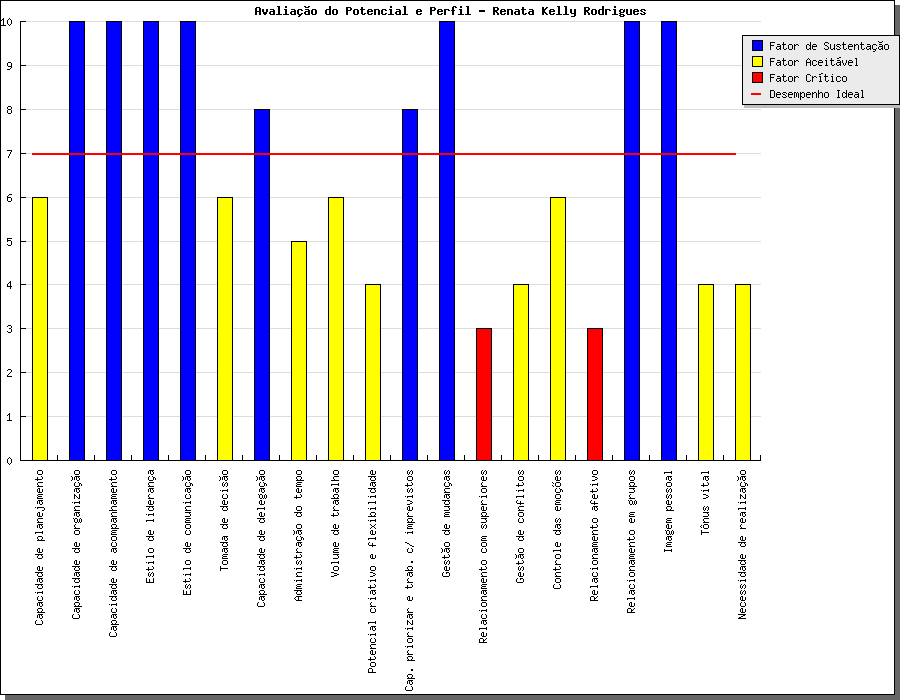 Avaliação do Potencial e Perfil - Renata Kelly Rodrigues
Fator de Sustentação
Fator Aceitável
Fator Crítico
Desempenho Ideal
10
9
8
7
6
5
4
3
2
1
0
Capacidade de planejamento
Capacidade de organização
Capacidade de acompanhamento
Estilo de liderança
Estilo de comunicação
Tomada de decisão
Capacidade de delegação
Administração do tempo
Volume de trabalho
Potencial criativo e flexibilidade
Cap. priorizar e trab. c/ imprevistos
Gestão de mudanças
Relacionamento com superiores
Gestão de conflitos
Controle das emoções
Relacionamento afetivo
Relacionamento em grupos
Imagem pessoal
Tônus vital
Necessidade de realização